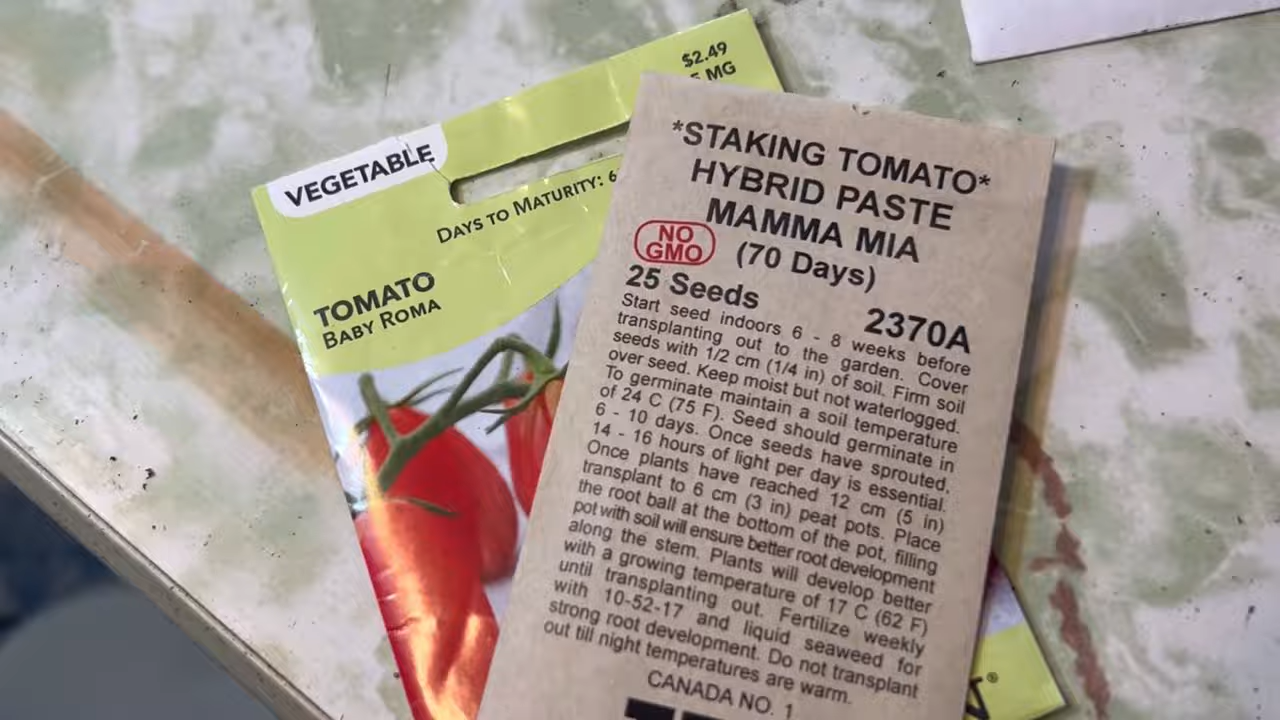 $2.49
MG
VEGETABLE
DAYS TO MATURITY: 6
TOMATO
BABY ROMA
*STAKING TOMATO*
HYBRID PASTE
MAMMA MIA
NO
GMO
(70 Days)
25 Seeds
2370A
Start seed indoors 6 - 8 weeks before
transplanting out to the garden. Cover
seeds with 1/2 cm (1/4 in) of soil. Firm soil
over seed. Keep moist but not waterlogged.
To germinate maintain a soil temperature
of 24 C (75 F). Seed should germinate in
6 - 10 days. Once seeds have sprouted,
14 - 16 hours of light per day is essential.
Once plants have reached 12 cm (5 in)
transplant to 6 cm (3 in) peat pots. Place
the root ball at the bottom of the pot, filling
pot with soil will ensure better root development
along the stem. Plants will develop better
with a growing temperature of 17 C (62 F)
until transplanting out. Fertilize weekly
with 10-52-17 and liquid seaweed for
strong root development. Do not transplant
out till night temperatures are warm.
CANADA NO. 1